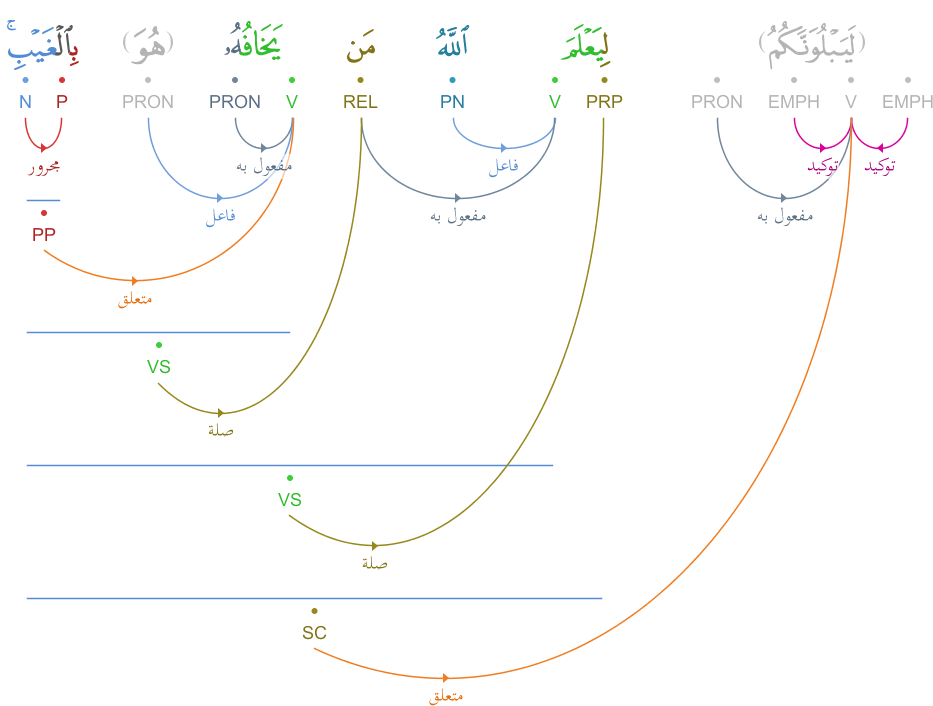 (لَيَبْلُوَنَّكُمُ) لِيَعْلَمَ ٱللَّهُ مَن يَخَافُهُۥ (هُوَ) بِٱلْغَيْبِ ۚ
EMPH V EMPH PRON PRP V PN REL V PRON PRON P N
توكيد توكيد فاعل مفعول به مجرور
مفعول به مفعول به فاعل
PP
متعلق
VS
صلة
VS
صلة
SC
متعلق